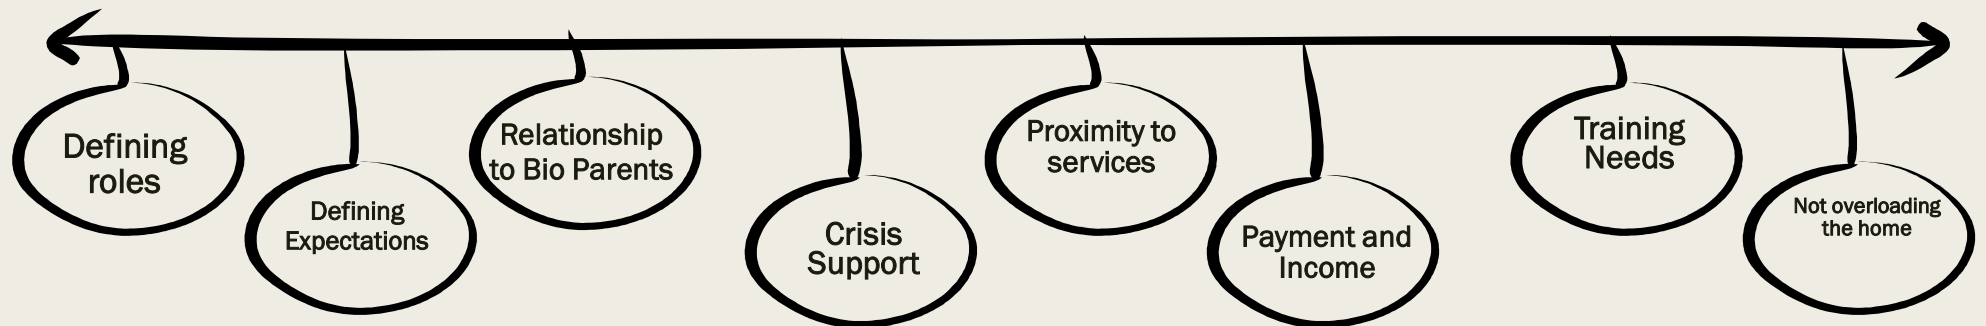 Defining
roles
Defining
Expectations
Relationship
to Bio Parents
Crisis
Support
Proximity to
services
Payment and
Income
Training
Needs
Not overloading
the home